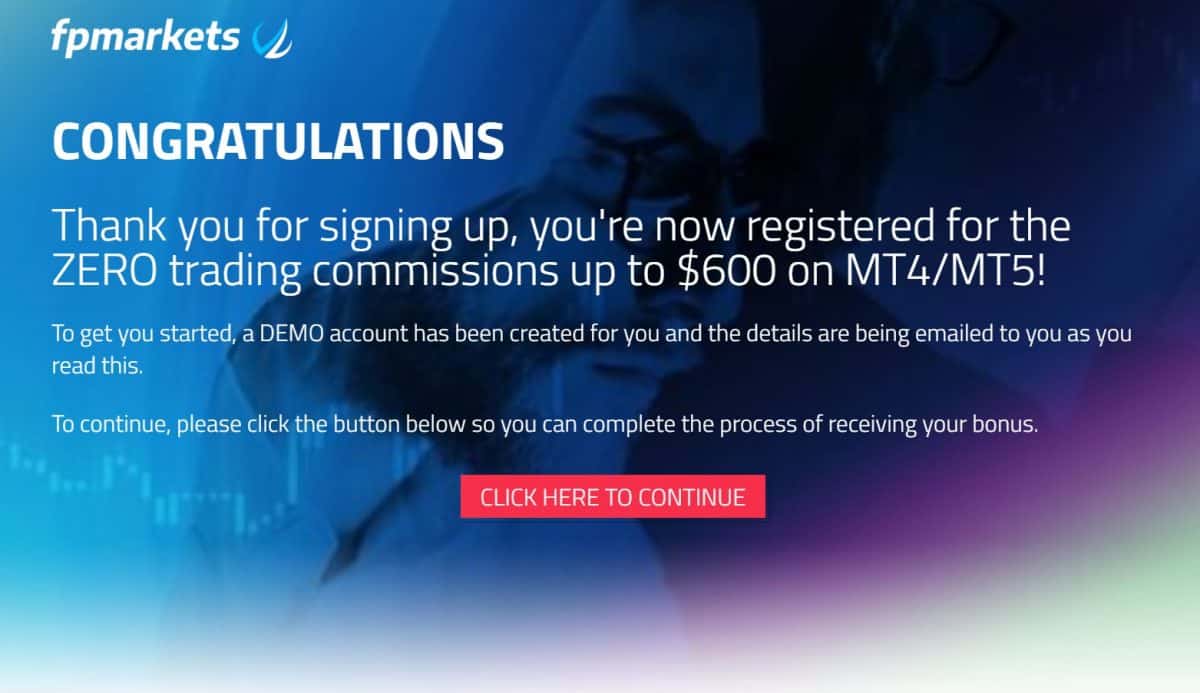 fpmarkets
CONGRATULATIONS
Thank you for signing up, you're now registered for the
ZERO trading commissions up to $600 on MT4/MT5!
To get you started, a DEMO account has been created for you and the details are being emailed to you as you
read this.
To continue, please click the button below so you can complete the process of receiving your bonus.
CLICK HERE TO CONTINUE